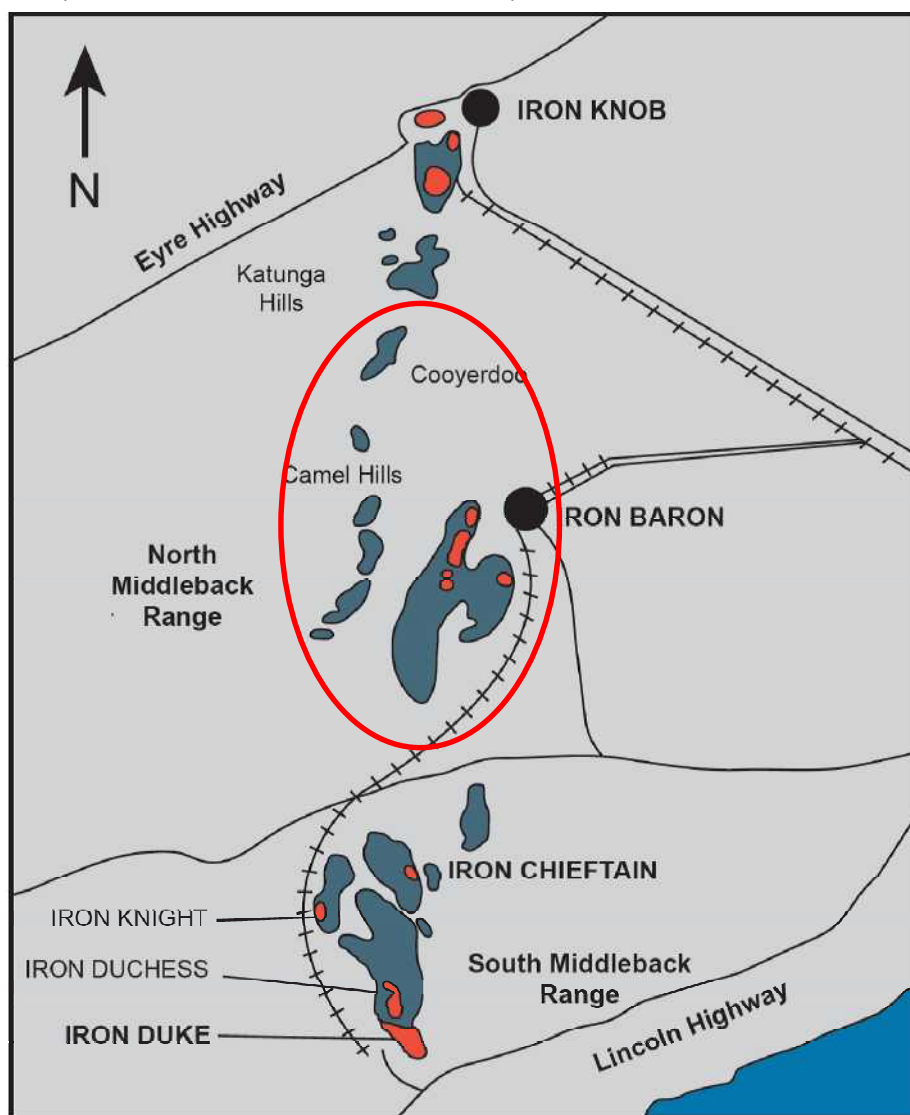 IRON KNOB
N
Eyre Highway
Katunga
Hills
Cooyerdoo
Camel Hills
IRON BARON
North
Middleback
Range
IRON CHIEFTAIN
IRON KNIGHT
IRON DUCHESS
South Middleback
Range
IRON DUKE
Lincoln Highway